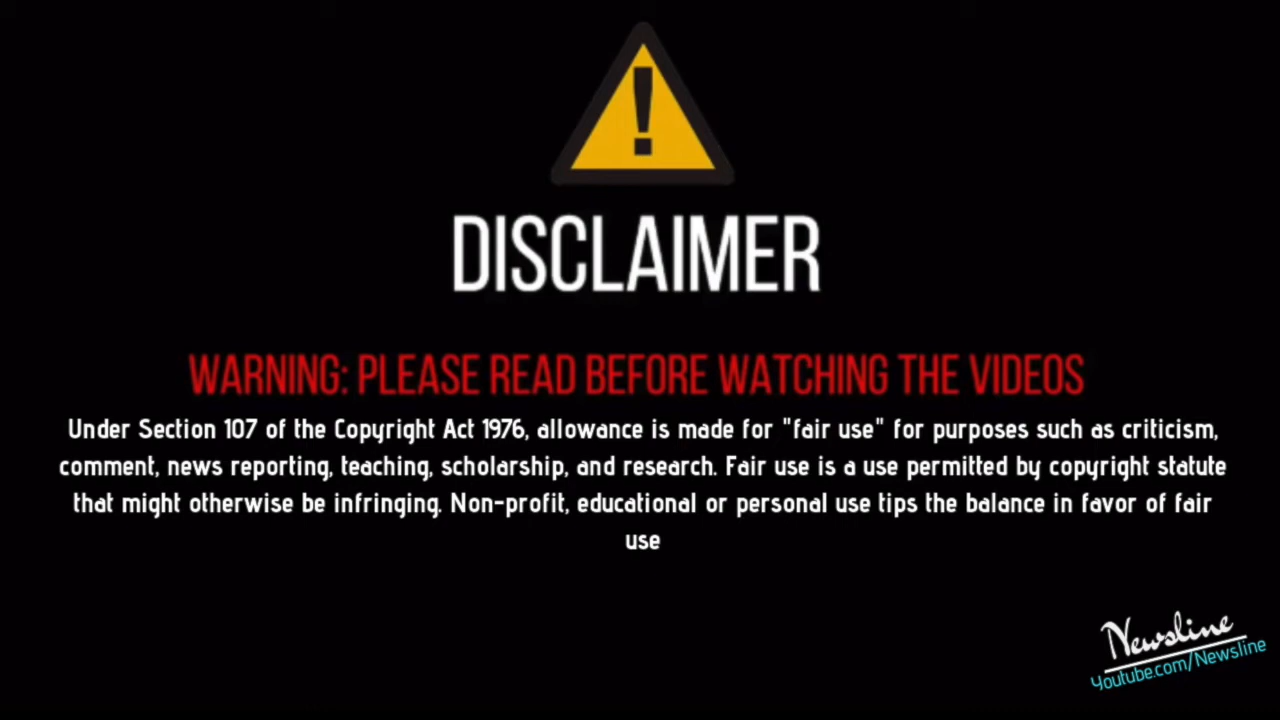 DISCLAIMER
WARNING: PLEASE READ BEFORE WATCHING THE VIDEOS
Under Section 107 of the Copyright Act 1976, allowance is made for "fair use" for purposes such as criticism,
comment, news reporting, teaching, scholarship, and research. Fair use is a use permitted by copyright statute
that might otherwise be infringing. Non-profit, educational or personal use tips the balance in favor of fair
use
Newsline
Youtube.com/Newsline